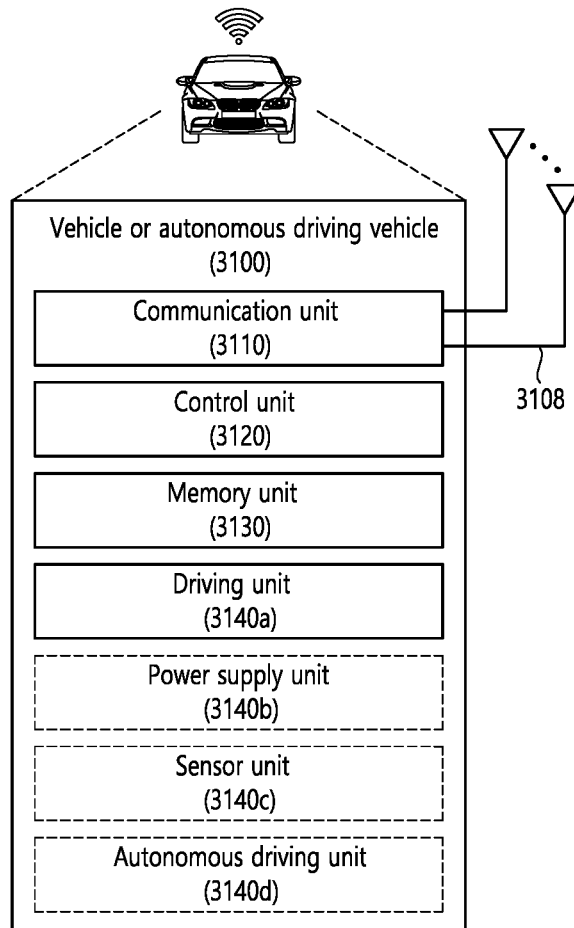 Vehicle or autonomous driving vehicle
(3100)
Communication unit
(3110)
3108
Control unit
(3120)
Memory unit
(3130)
Driving unit
(3140a)
Power supply unit
(3140b)
Sensor unit
(3140c)
Autonomous driving unit
(3140d)